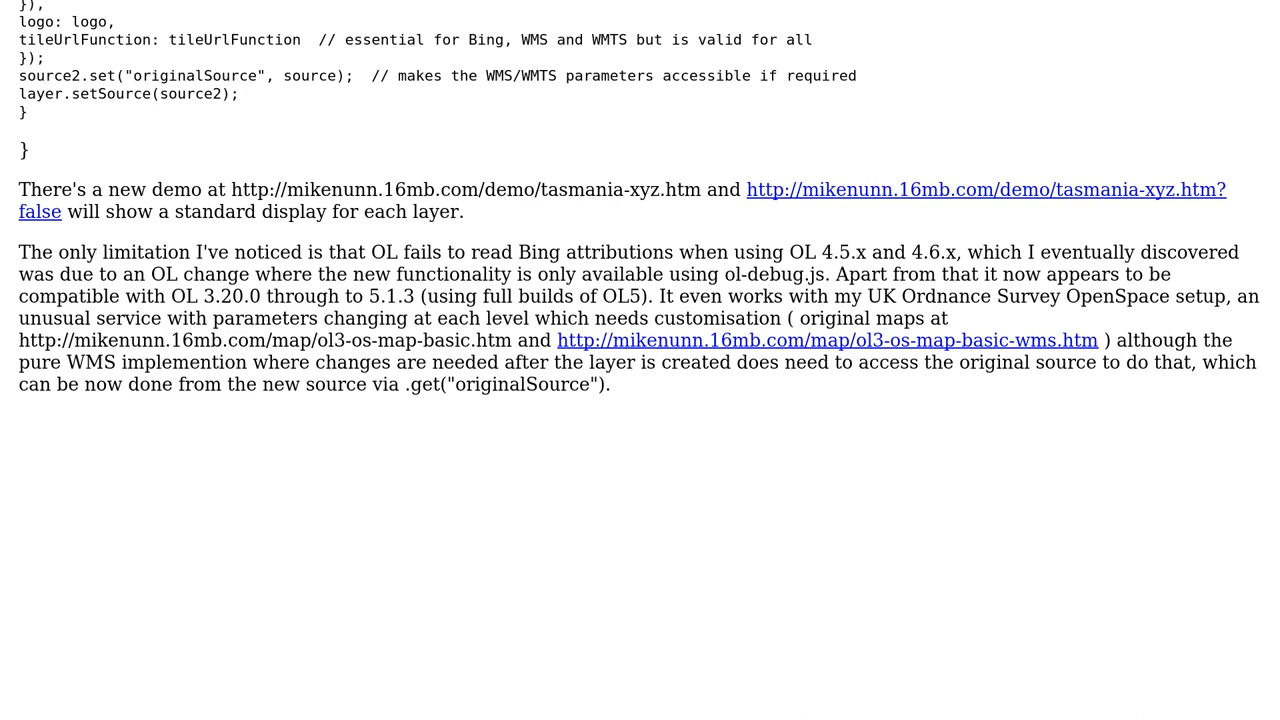 }),
logo: logo,
tileUrlFunction: tileUrlFunction  // essential for Bing, WMS and WMTS but is valid for all
});
source2.set("originalSource", source);  // makes the WMS/WMTS parameters accessible if required
layer.setSource(source2);
}
}
There's a new demo at http://mikenunn.16mb.com/demo/tasmania-xyz.htm and http://mikenunn.16mb.com/demo/tasmania-xyz.htm?
false will show a standard display for each layer.
The only limitation I've noticed is that OL fails to read Bing attributions when using OL 4.5.x and 4.6.x, which I eventually discovered
was due to an OL change where the new functionality is only available using ol-debug.js. Apart from that it now appears to be
compatible with OL 3.20.0 through to 5.1.3 (using full builds of OL5). It even works with my UK Ordnance Survey OpenSpace setup, an
unusual service with parameters changing at each level which needs customisation ( original maps at
http://mikenunn.16mb.com/map/ol3-os-map-basic.htm and http://mikenunn.16mb.com/map/ol3-os-map-basic-wms.htm ) although the
pure WMS implemention where changes are needed after the layer is created does need to access the original source to do that, which
can be now done from the new source via .get("originalSource").